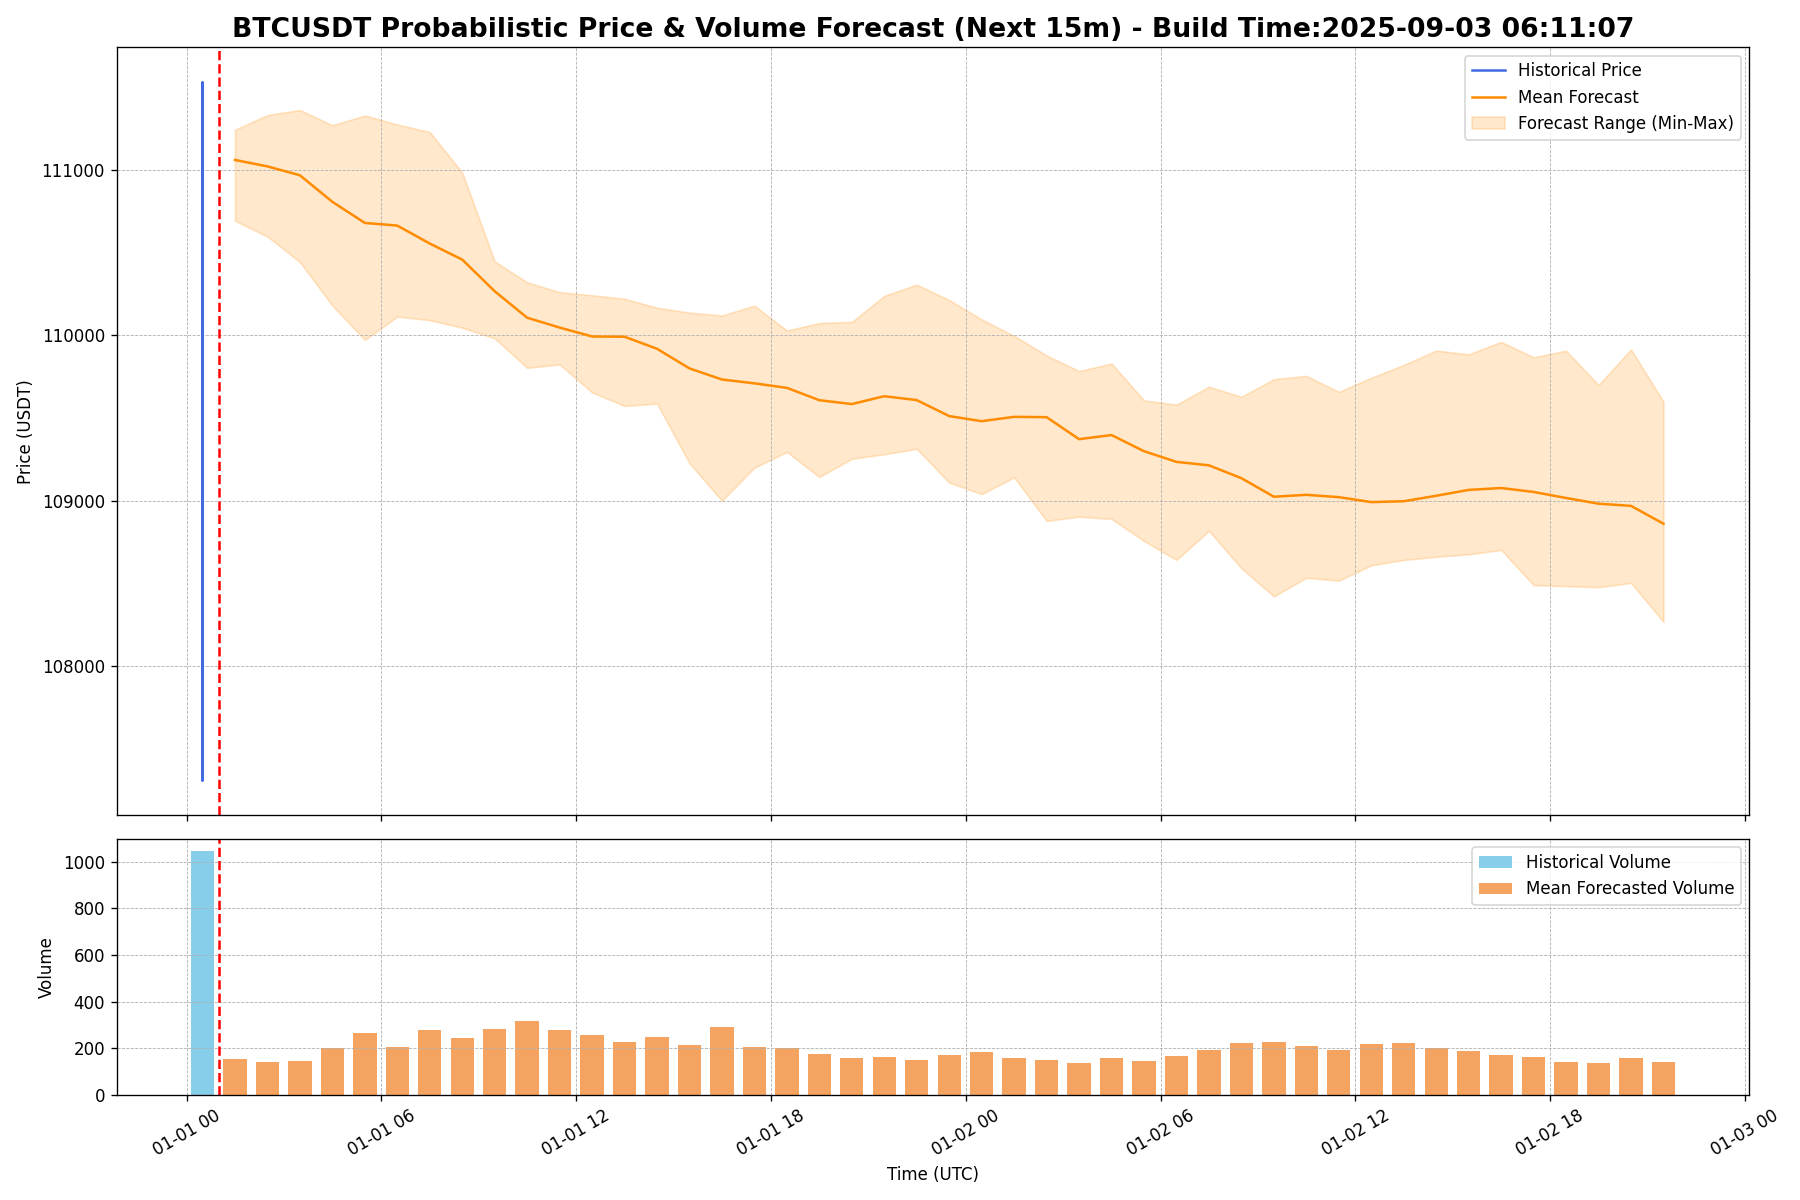 BTCUSDT Probabilistic Price & Volume Forecast (Next 15m) - Build Time:2025-09-03 06:11:07
Historical Price
Mean Forecast
Forecast Range (Min-Max)
Price (USDT)
111000
110000
109000
108000
Historical Volume
Mean Forecasted Volume
Volume
1000
800
600
400
200
0
01-01 00
01-01 06
01-01 12
01-01 18
01-02 00
01-02 06
01-02 12
01-02 18
01-03 00
Time (UTC)